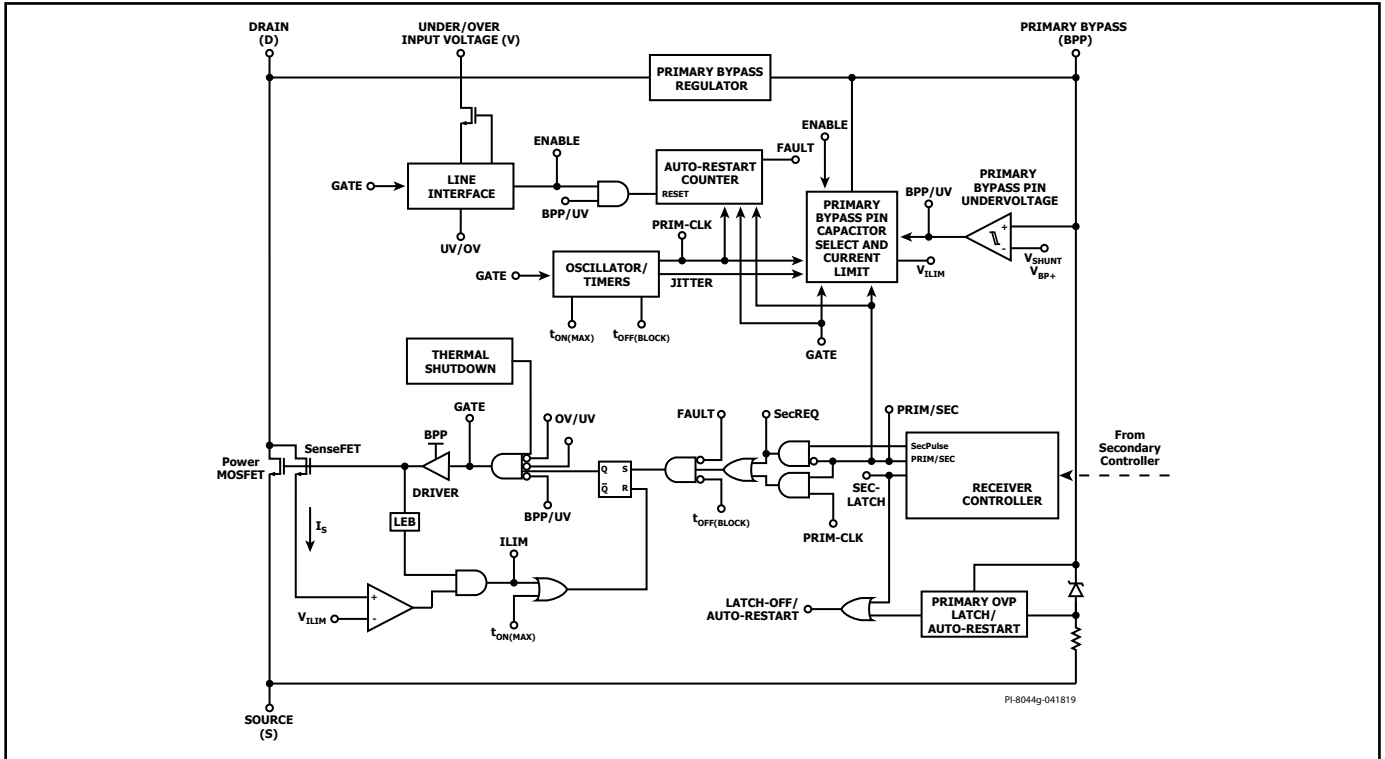 DRAIN
(D)
UNDER/OVER
INPUT VOLTAGE (V)
PRIMARY BYPASS
(BPP)
PRIMARY BYPASS
REGULATOR
ENABLE
FAULT
ENABLE
AUTO-RESTART
COUNTER
RESET
GATE
LINE
INTERFACE
BPP/UV
UV/OV
PRIMARY
BYPASS PIN
UNDERVOLTAGE
BPP/UV
PRIMARY
BYPASS PIN
CAPACITOR
SELECT AND
CURRENT
LIMIT
+
-
VSHUNT
VBP+
VILIM
PRIM-CLK
GATE
OSCILLATOR/
TIMERS
JITTER
tON(MAX)
tOFF(BLOCK)
GATE
THERMAL
SHUTDOWN
GATE
OV/UV
FAULT
SecREQ
PRIM/SEC
BPP
SenseFET
Power
MOSFET
DRIVER
BPP/UV
Q
S
Q
R
tOFF(BLOCK)
PRIM-CLK
SecPulse
PRIM/SEC
SEC-
LATCH
RECEIVER
CONTROLLER
From
Secondary
Controller
IS
LEB
ILIM
+
-
VILIM
tON(MAX)
LATCH-OFF/
AUTO-RESTART
PRIMARY OVP
LATCH/
AUTO-RESTART
SOURCE
(S)
PI-8044g-041819